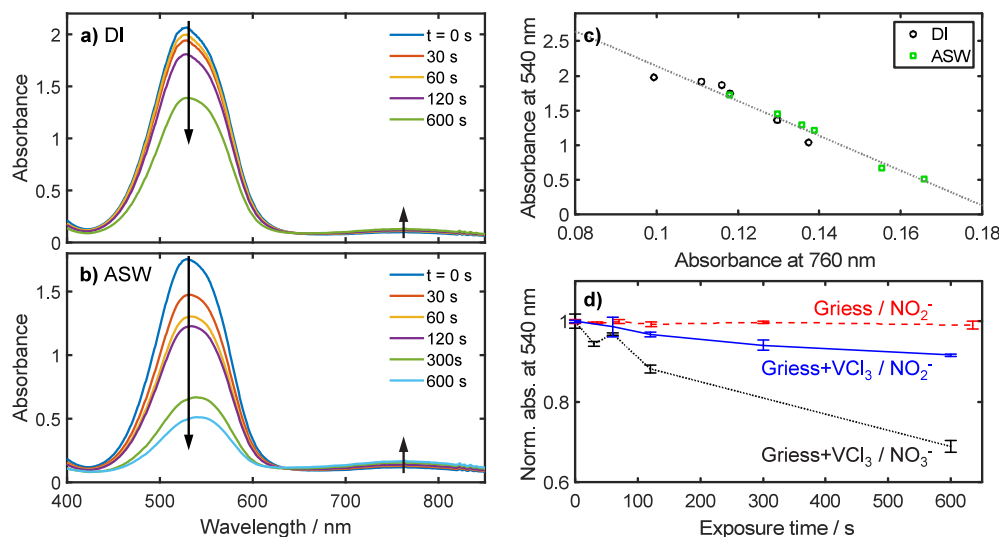 a) DI
t = 0 s
30 s
60 s
120 s
600 s
Absorbance
2
1.5
1
0.5
0
b) ASW
t = 0 s
30 s
60 s
120 s
300s
600 s
Absorbance
1.5
1
0.5
0
400 500 600 700 800
Wavelength / nm
c)
DI
ASW
Absorbance at 540 nm
2.5
2
1.5
1
0.5
0
0.08 0.1 0.12 0.14 0.16 0.18
Absorbance at 760 nm
d)
Griess / NO₂⁻
Griess+VCl₃ / NO₂⁻
Griess+VCl₃ / NO₃⁻
Norm. abs. at 540 nm
1
0.8
0.6
0 100 200 300 400 500 600
Exposure time / s